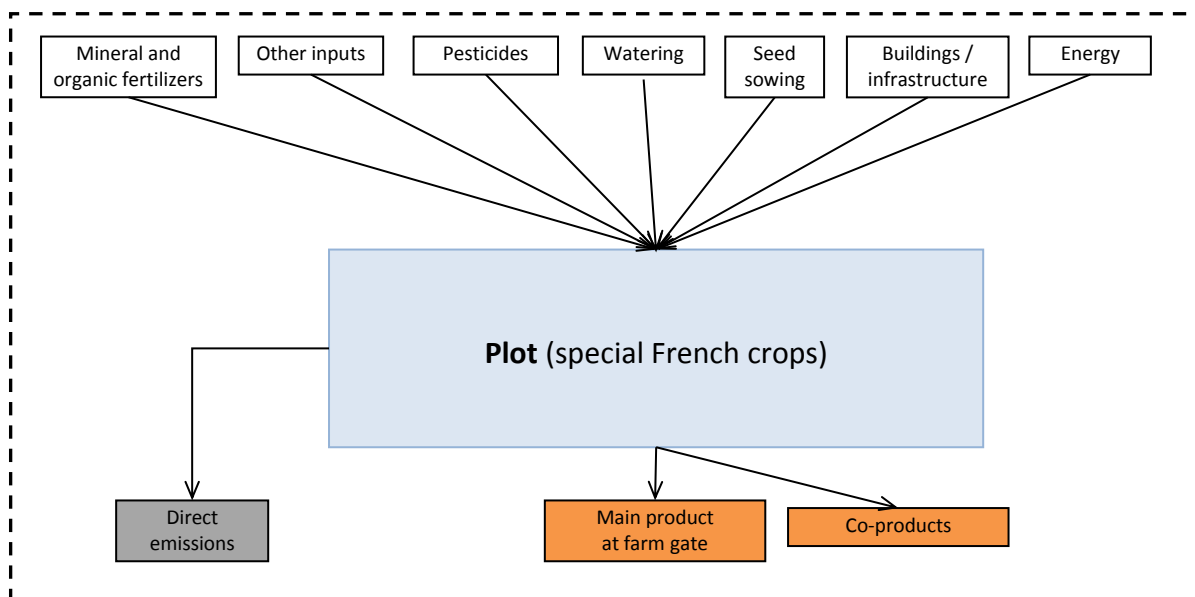 Mineral and
organic fertilizers
Other inputs
Pesticides
Watering
Seed
sowing
Buildings /
infrastructure
Energy
Plot (special French crops)
Direct
emissions
Main product
at farm gate
Co-products